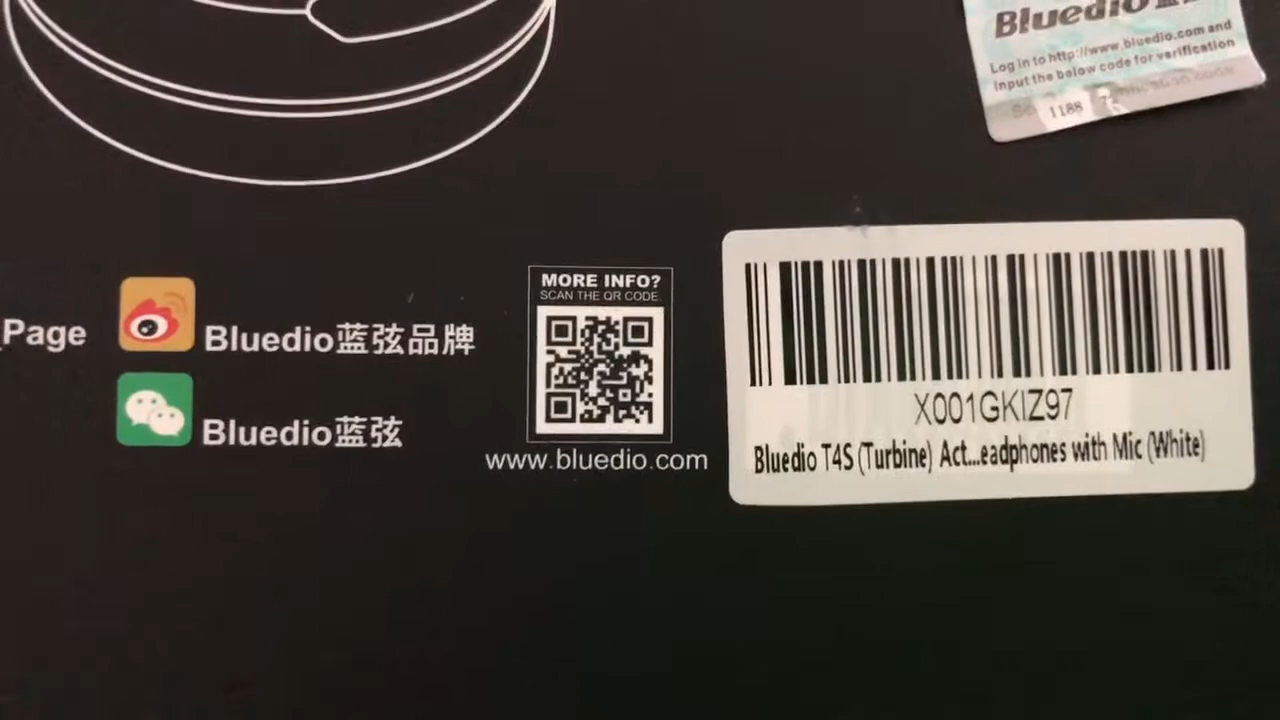 Bluedio
Log in to http://www.bluedio.com and
input the below code for verification
1188
Page
Bluedio蓝弦品牌
Bluedio蓝弦
MORE INFO?
SCAN THE QR CODE
www.bluedio.com
X001GKIZ97
Bluedio T4S (Turbine) Act...eadphones with Mic (White)